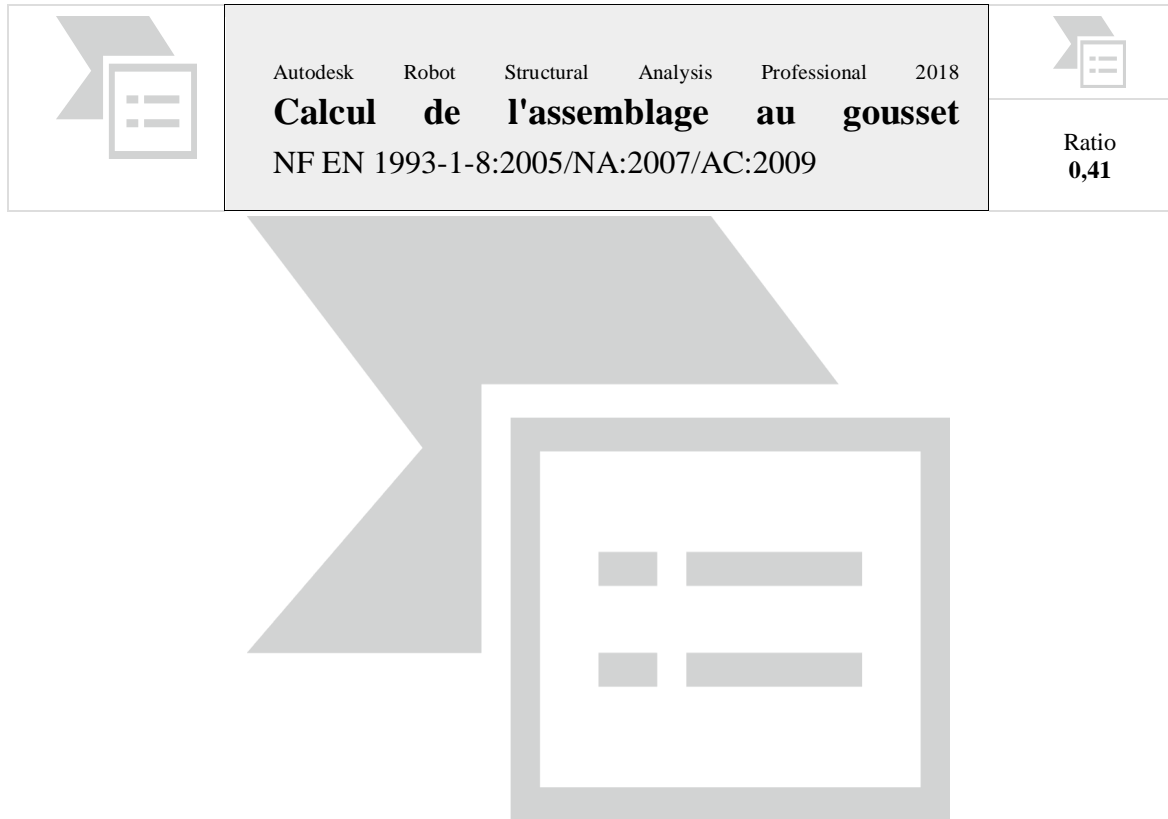 Autodesk Robot Structural Analysis Professional 2018
Calcul de l'assemblage au gousset
NF EN 1993-1-8:2005/NA:2007/AC:2009
Ratio
0,41